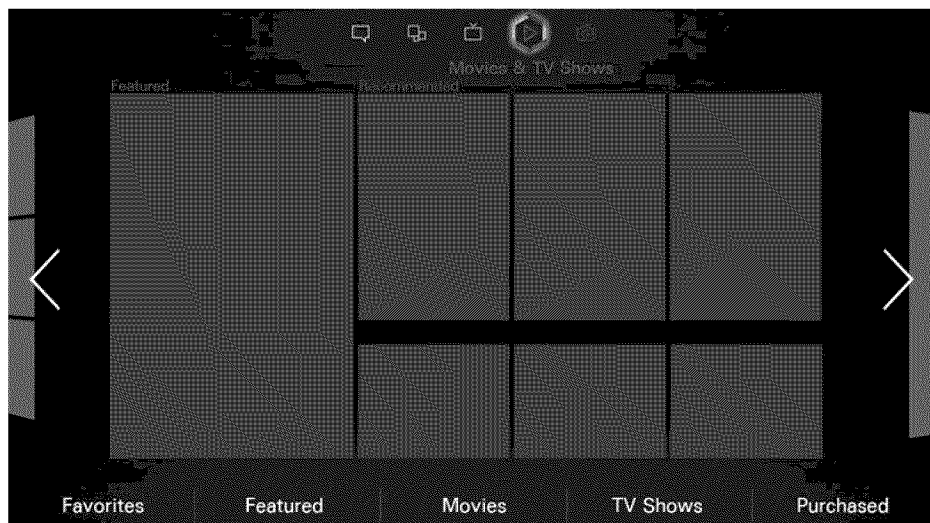 Movies & TV Shows
Featured Recommended
Favorites Featured Movies TV Shows Purchased